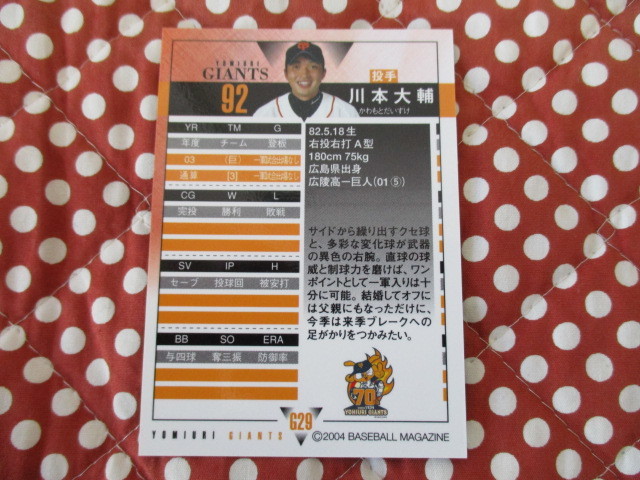 YOMIURI
GIANTS
92
投手
川本大輔
かわもとだいすけ
YR TM G
年度 チーム 登板
03 (巨) 一軍試合出場なし
通算 [3] 一軍試合出場なし
CG W L
完投 勝利 敗戦
SV IP H
セーブ 投球回 被安打
BB SO ERA
与四球 奪三振 防御率
82.5.18生
右投右打 A型
180cm 75kg
広島県出身
広陵高―巨人(01⑤)
サイドから繰り出すクセ球
と、多彩な変化球が武器
の異色の右腕。直球の球
威と制球力を磨けば、ワン
ポイントとして一軍入りは十
分に可能。結婚してオフに
は父親にもなっただけに、
今季は来季ブレークへの
足がかりをつかみたい。
70
YOMIURI GIANTS
G29
YOMIURI GIANTS
©2004 BASEBALL MAGAZINE